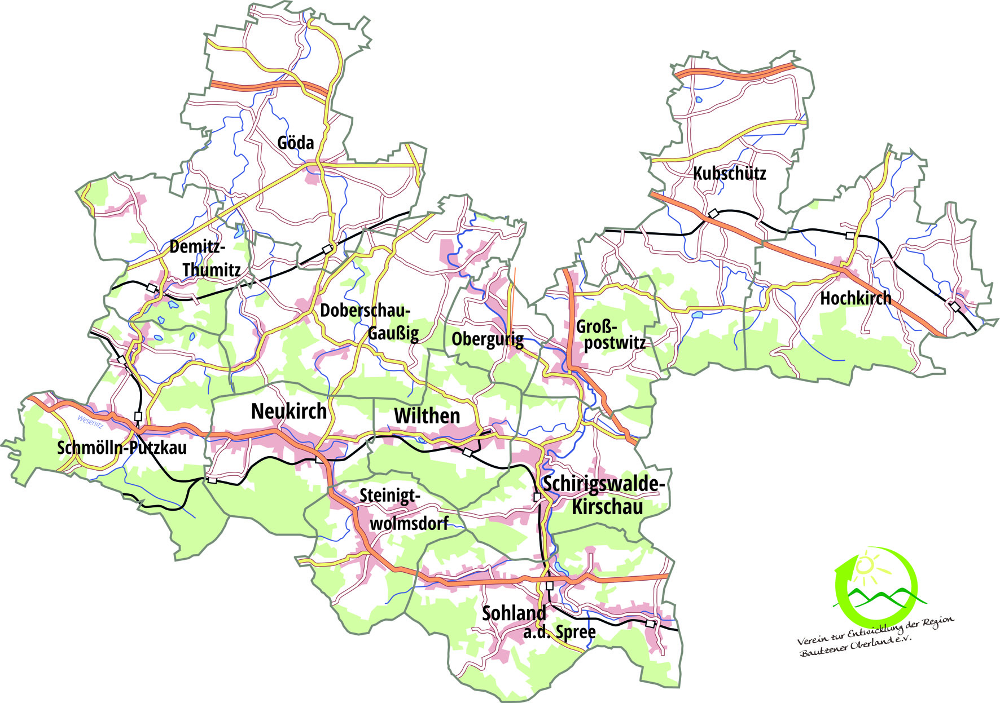 Göda
Kubschütz
Demitz-
Thumitz
Hochkirch
Doberschau-
Gaußig
Obergurig
Groß-
postwitz
Neukirch
Wilthen
Wesenitz
Schmölln-Putzkau
Schirigswalde-
Kirschau
Steinigt-
wolmsdorf
Sohland
a.d. Spree
Verein zur Entwicklung der Region
Bautzener Oberland e.V.